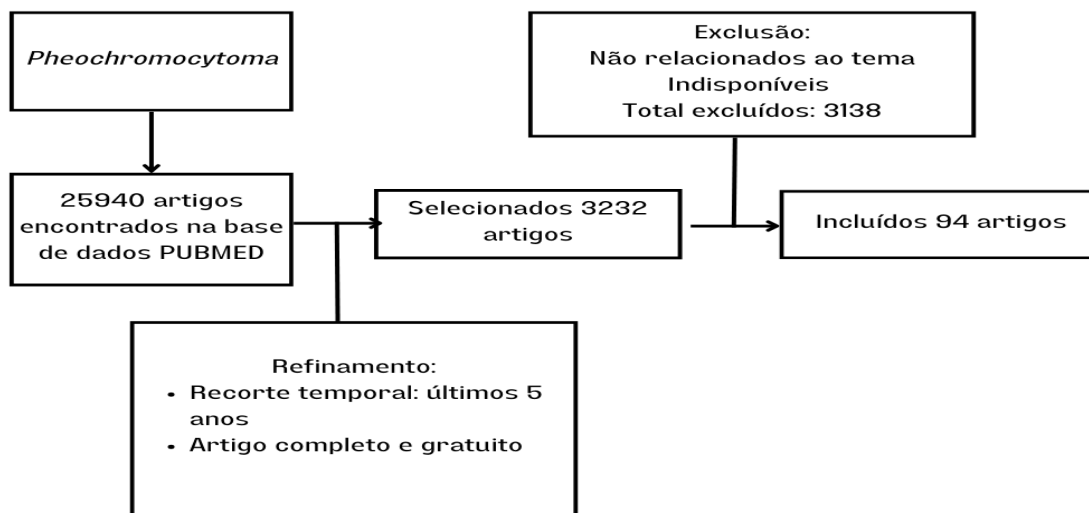 Pheochromocytoma
25940 artigos
encontrados na base
de dados PUBMED
Refinamento:
• Recorte temporal: últimos 5
anos
• Artigo completo e gratuito
Selecionados 3232
artigos
Exclusão:
Não relacionados ao tema
Indisponíveis
Total excluídos: 3138
Incluídos 94 artigos